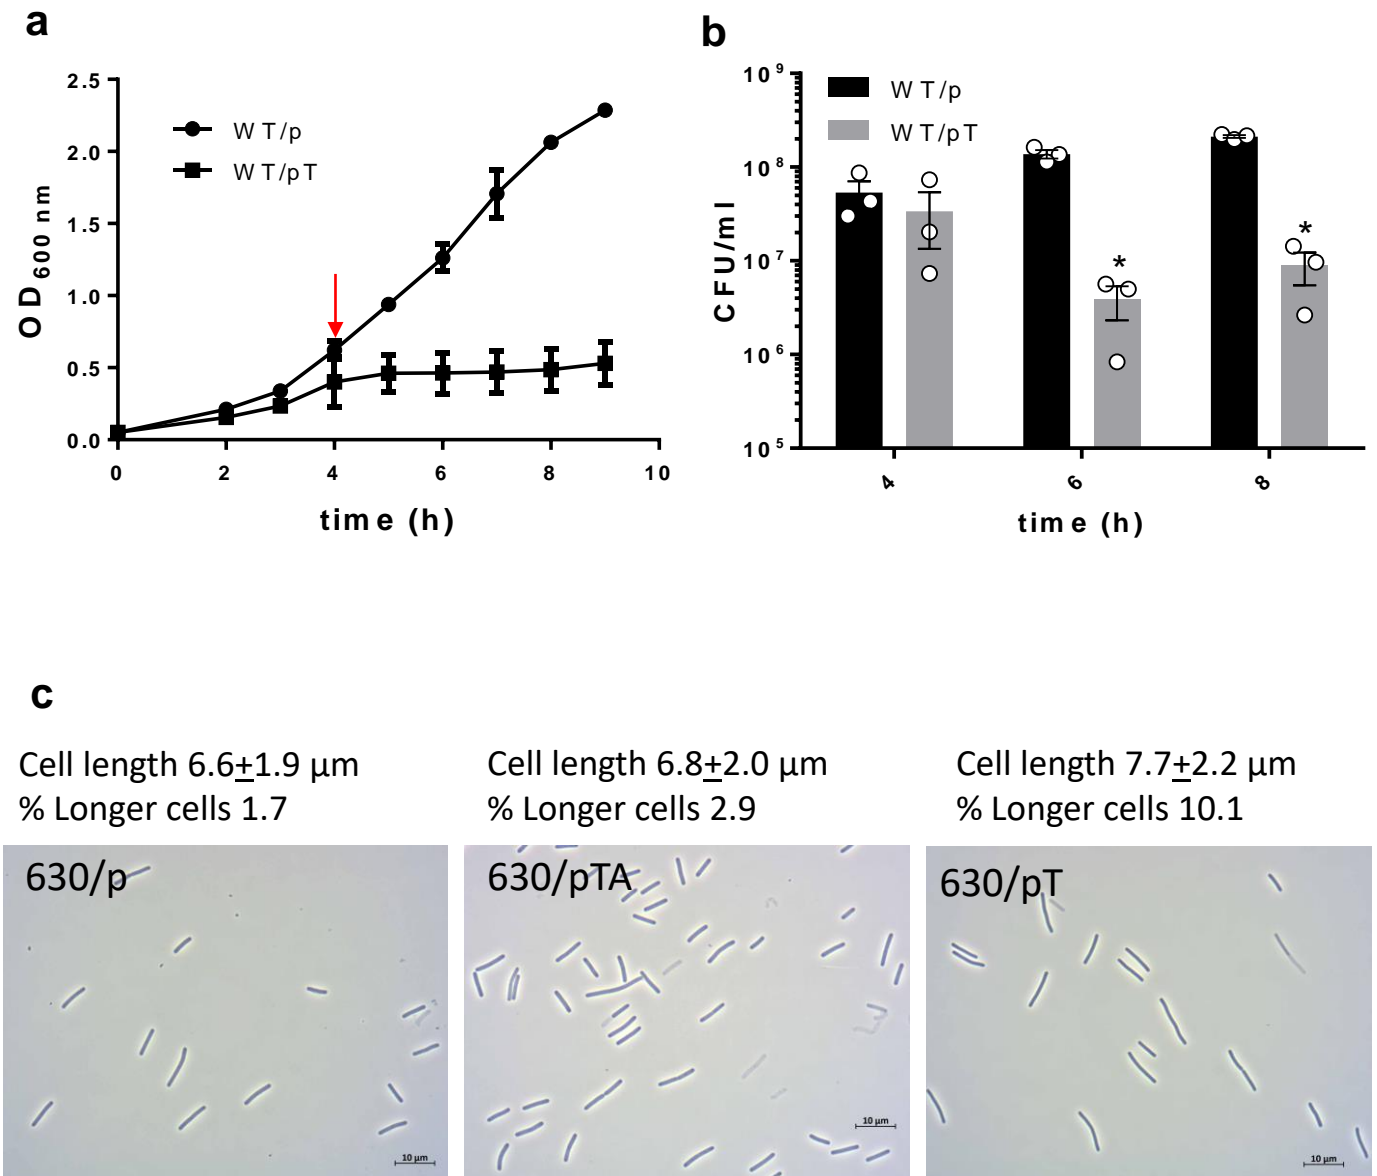 a
2.5
2.0
1.5
1.0
0.5
0.0
OD600 nm
WT/p
WT/pT
0 2 4 6 8 10
time (h)
b
10^9
10^8
10^7
10^6
10^5
CFU/ml
WT/p
WT/pT
*
*
4 6 8
time (h)
c
Cell length 6.6±1.9 µm
% Longer cells 1.7
630/p
10 µm
Cell length 6.8±2.0 µm
% Longer cells 2.9
630/pTA
10 µm
Cell length 7.7±2.2 µm
% Longer cells 10.1
630/pT
10 µm